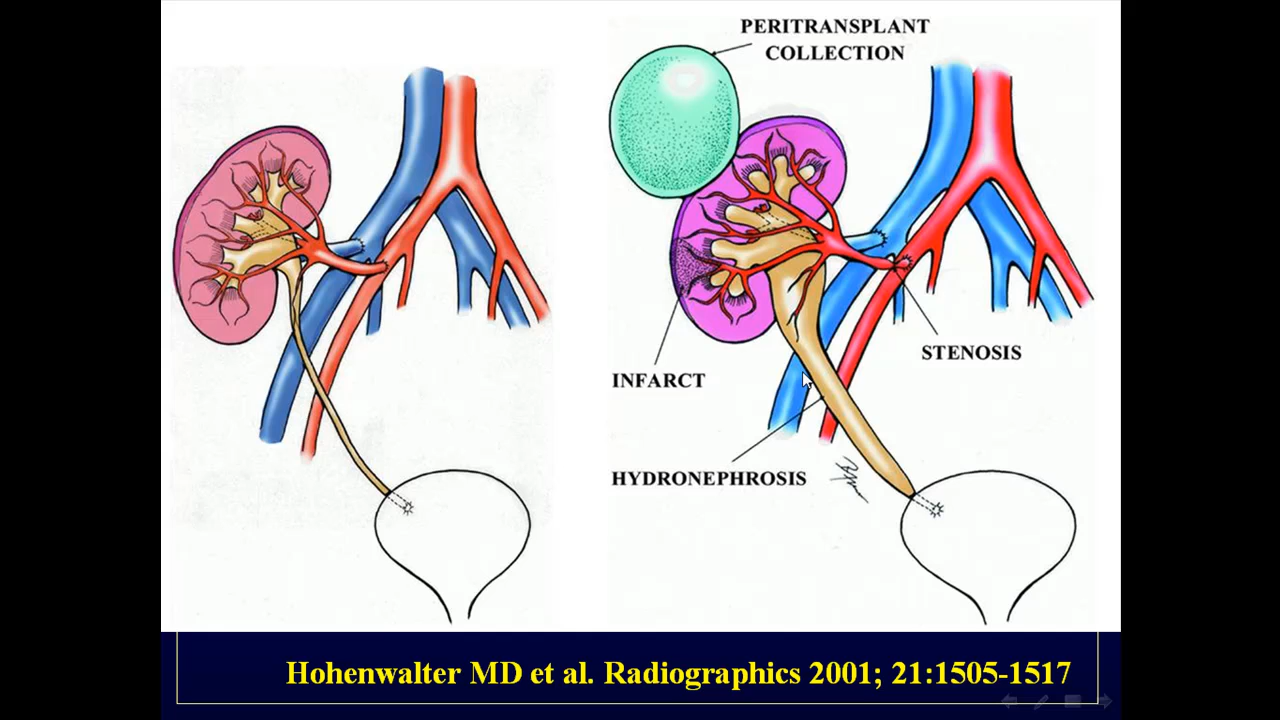 PERITRANSPLANT
COLLECTION
STENOSIS
INFARCT
HYDRONEPHROSIS
Hohenwalter MD et al. Radiographics 2001; 21:1505-1517